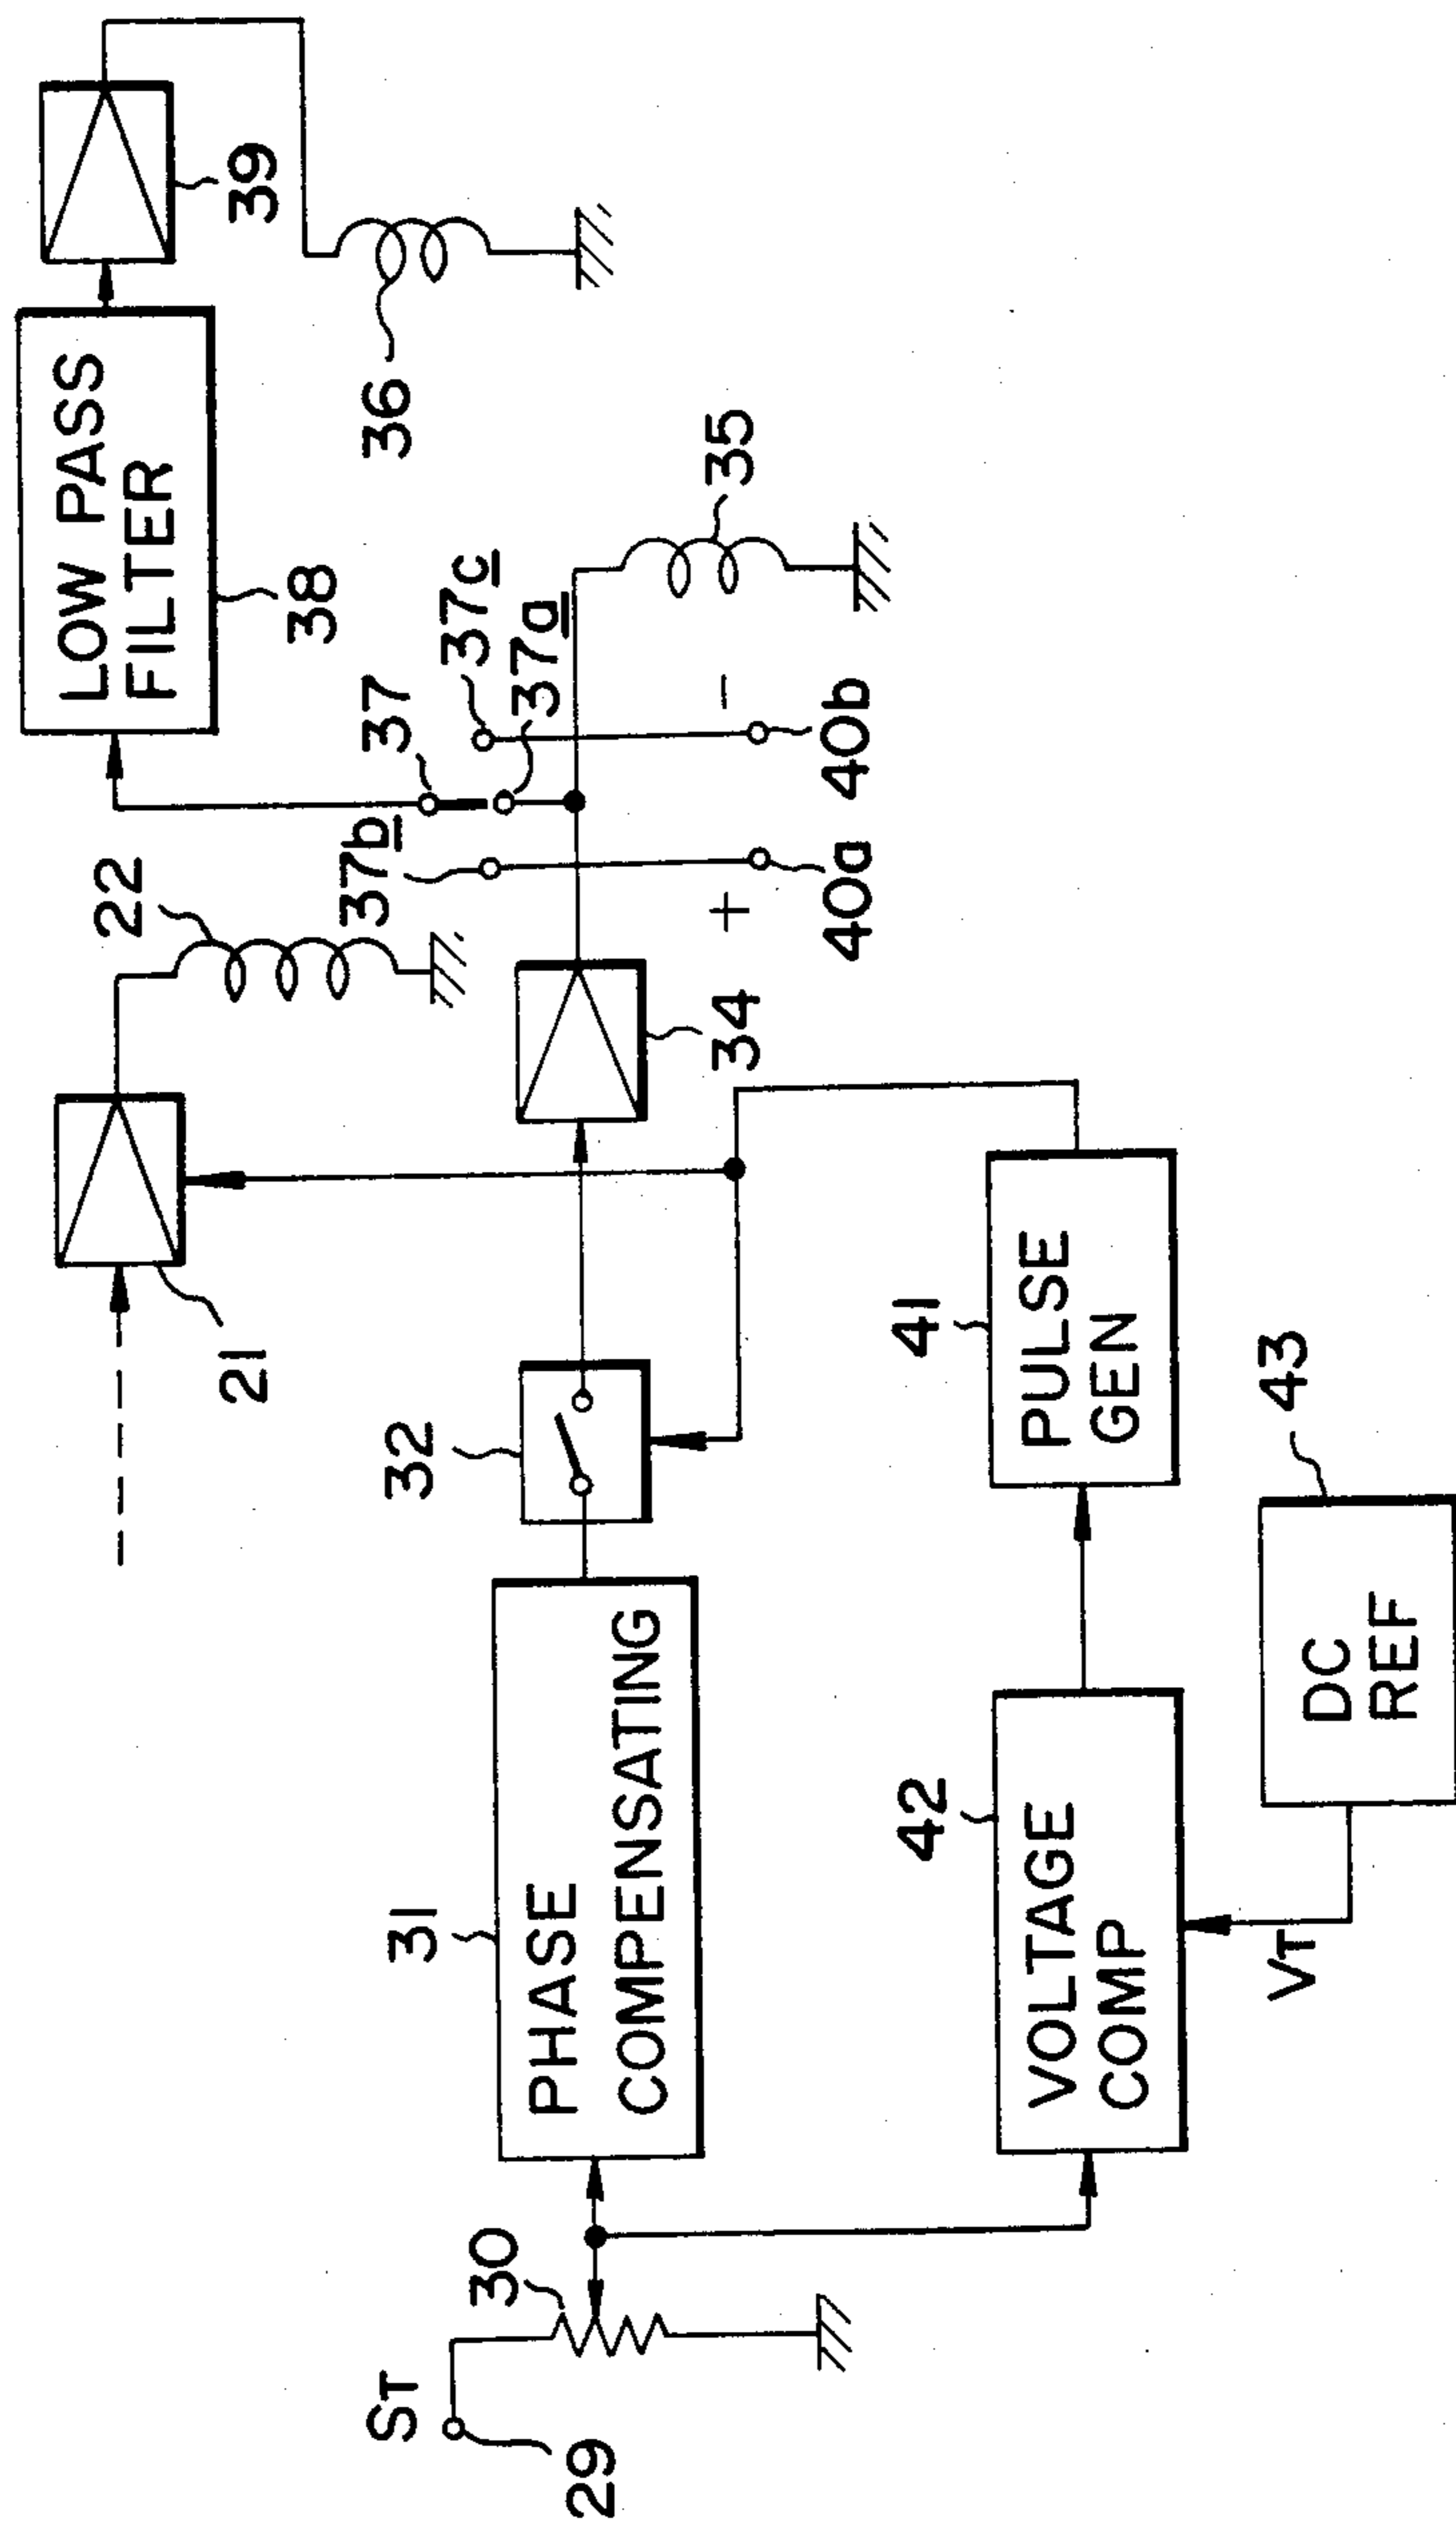 LOW PASS
FILTER
38
39
36
22
21
37
37b
37c
37a
35
34
+
-
40a
40b
32
31
PHASE
COMPENSATING
ST
29
30
41
PULSE
GEN
42
VOLTAGE
COMP
43
DC
REF
VT